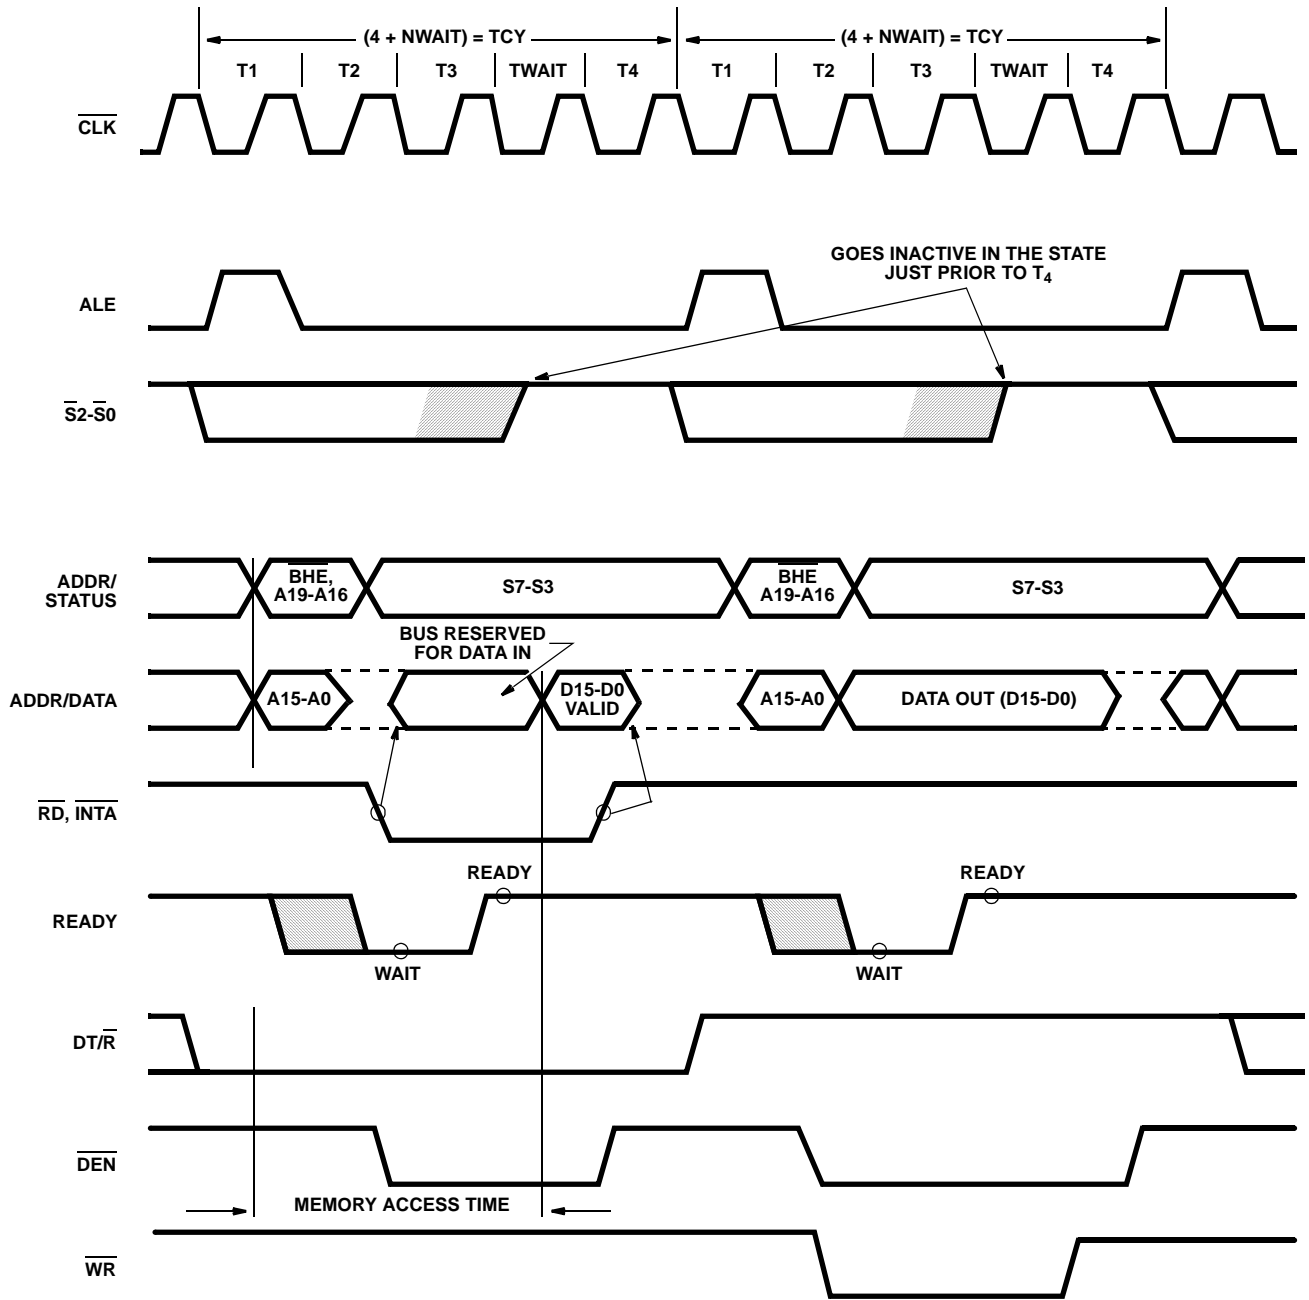 (4 + NWAIT) = TCY (4 + NWAIT) = TCY
T1 T2 T3 TWAIT T4 T1 T2 T3 TWAIT T4
CLK
GOES INACTIVE IN THE STATE
JUST PRIOR TO T4
ALE
S2-S0
ADDR/
STATUS
BHE,
A19-A16
S7-S3
BHE
A19-A16
S7-S3
BUS RESERVED
FOR DATA IN
ADDR/DATA
A15-A0
D15-D0
VALID
A15-A0
DATA OUT (D15-D0)
RD, INTA
READY READY
READY
WAIT WAIT
DT/R
DEN
MEMORY ACCESS TIME
WR